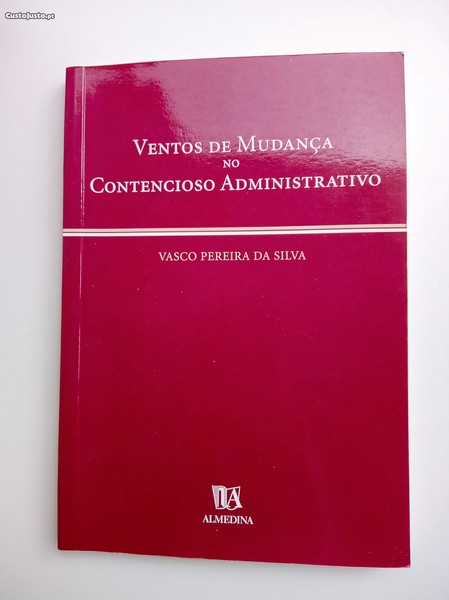 CustoJusto.pt
VENTOS DE MUDANÇA
NO
CONTENCIOSO ADMINISTRATIVO
VASCO PEREIRA DA SILVA
ALMEDINA